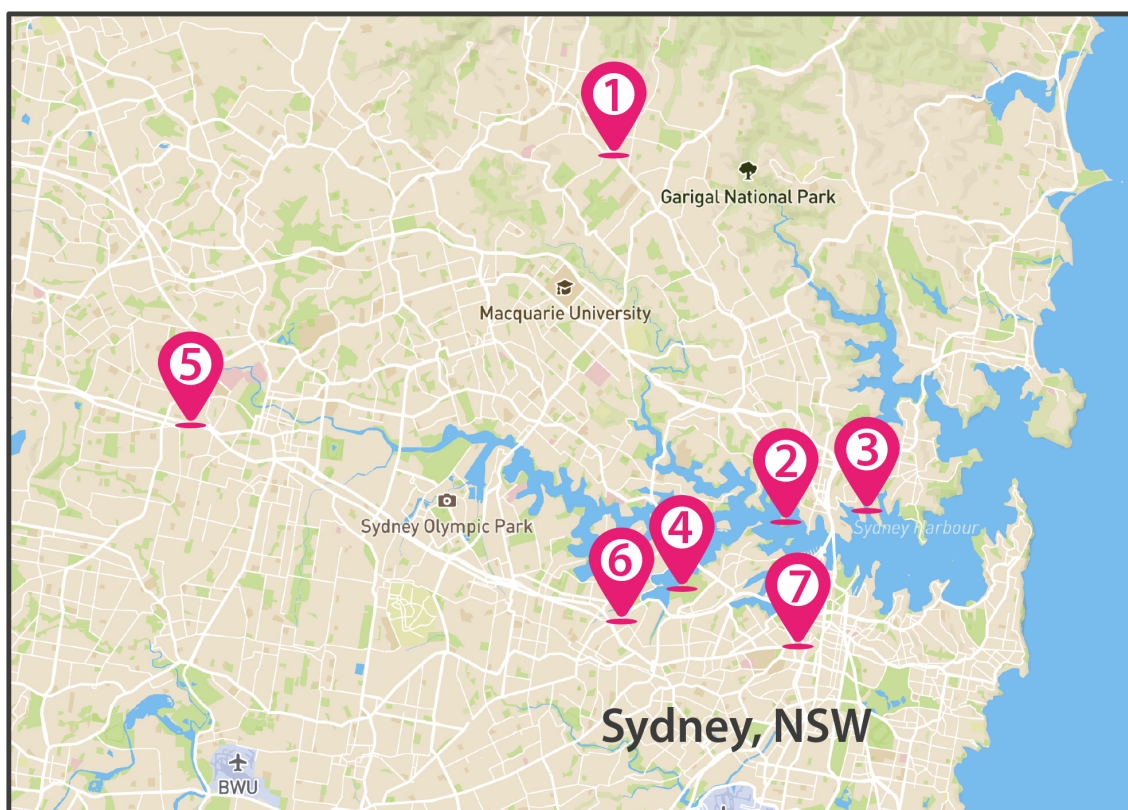 1
Garigal National Park
Macquarie University
5
2
3
Sydney Olympic Park
Sydney Harbour
4
6
7
Sydney, NSW
BWU